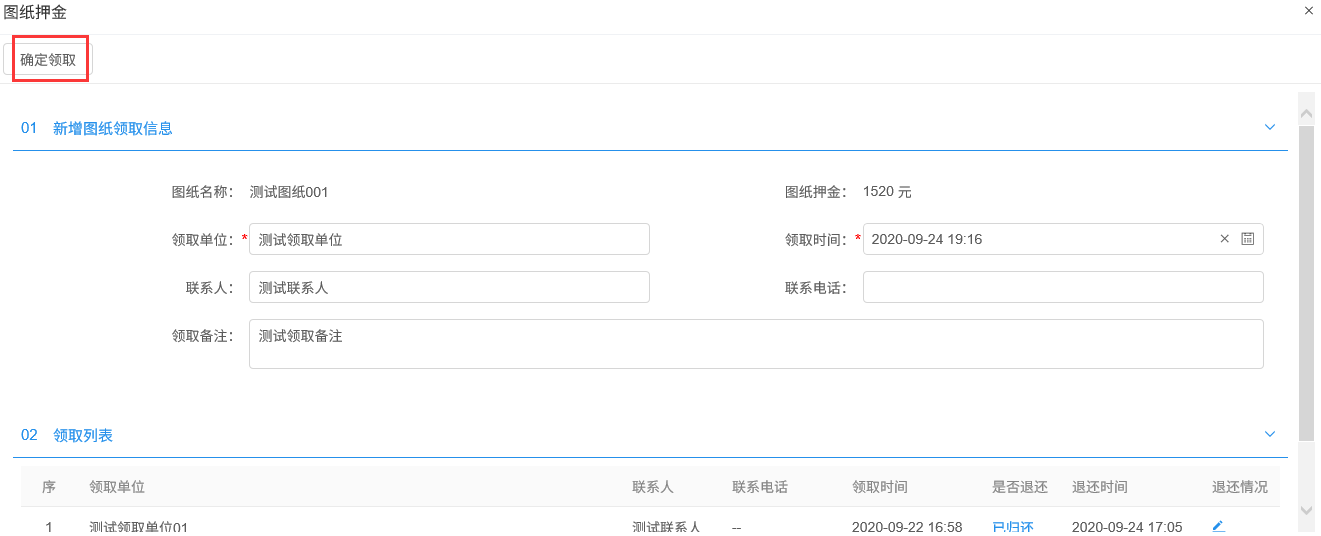 图纸押金
确定领取
01 新增图纸领取信息
图纸名称: 测试图纸001 图纸押金: 1520 元
领取单位:* 测试领取单位 领取时间:* 2020-09-24 19:16
联系人: 测试联系人 联系电话:
领取备注: 测试领取备注
02 领取列表
序 领取单位 联系人 联系电话 领取时间 是否退还 退还时间 退还情况
1 测试领取单位01 测试联系人 -- 2020-09-22 16:58 已归还 2020-09-24 17:05